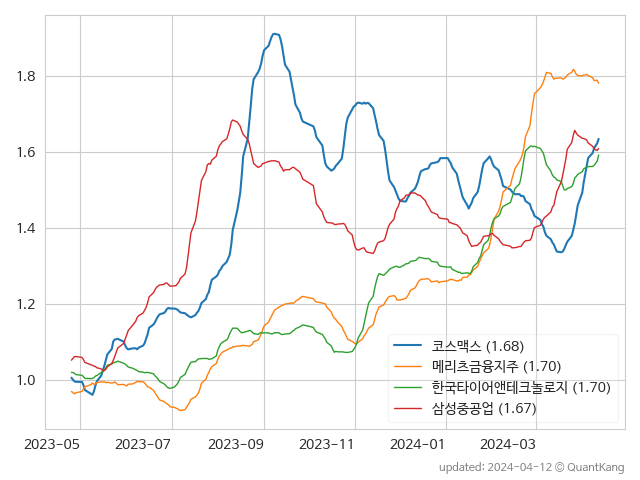 1.8
1.6
1.4
1.2
1.0
코스맥스 (1.68)
메리츠금융지주 (1.70)
한국타이어앤테크놀로지 (1.70)
삼성중공업 (1.67)
2023-05 2023-07 2023-09 2023-11 2024-01 2024-03
updated: 2024-04-12 © QuantKang